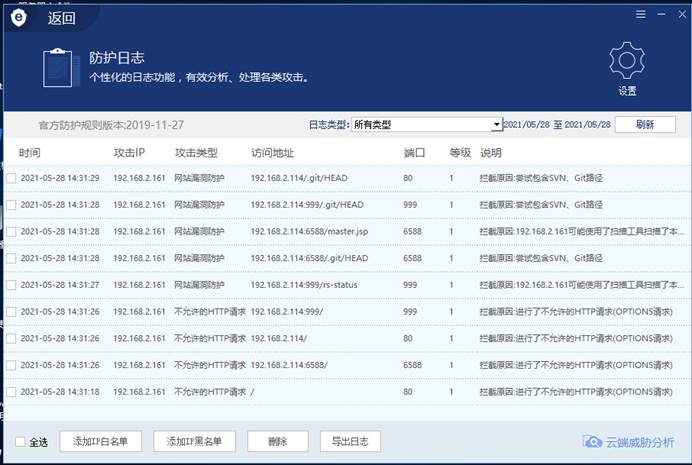 返回
防护日志
个性化的日志功能，有效分析、处理各类攻击。
设置
官方防护规则版本:2019-11-27 日志类型: 所有类型 2021/05/28 至 2021/05/28 刷新
时间 攻击IP 攻击类型 访问地址 端口 等级 说明
2021-05-28 14:31:29 192.168.2.161 网站漏洞防护 192.168.2.114/.git/HEAD 80 1 拦截原因:尝试包含SVN、Git路径
2021-05-28 14:31:28 192.168.2.161 网站漏洞防护 192.168.2.114:999/.git/HEAD 999 1 拦截原因:尝试包含SVN、Git路径
2021-05-28 14:31:28 192.168.2.161 网站漏洞防护 192.168.2.114:6588/master.jsp 6588 1 拦截原因:192.168.2.161可能使用了扫描工具扫描了本...
2021-05-28 14:31:28 192.168.2.161 网站漏洞防护 192.168.2.114:6588/.git/HEAD 6588 1 拦截原因:尝试包含SVN、Git路径
2021-05-28 14:31:27 192.168.2.161 网站漏洞防护 192.168.2.114:999/rs-status 999 1 拦截原因:192.168.2.161可能使用了扫描工具扫描了本...
2021-05-28 14:31:26 192.168.2.161 不允许的HTTP请求 192.168.2.114:999/ 999 1 拦截原因:进行了不允许的HTTP请求(OPTIONS请求)
2021-05-28 14:31:26 192.168.2.161 不允许的HTTP请求 192.168.2.114/ 80 1 拦截原因:进行了不允许的HTTP请求(OPTIONS请求)
2021-05-28 14:31:26 192.168.2.161 不允许的HTTP请求 192.168.2.114:6588/ 6588 1 拦截原因:进行了不允许的HTTP请求(OPTIONS请求)
2021-05-28 14:31:18 192.168.2.161 不允许的HTTP请求 / 80 1 拦截原因:进行了不允许的HTTP请求(OPTIONS请求)
全选 添加IP白名单 添加IP黑名单 删除 导出日志 云端威胁分析